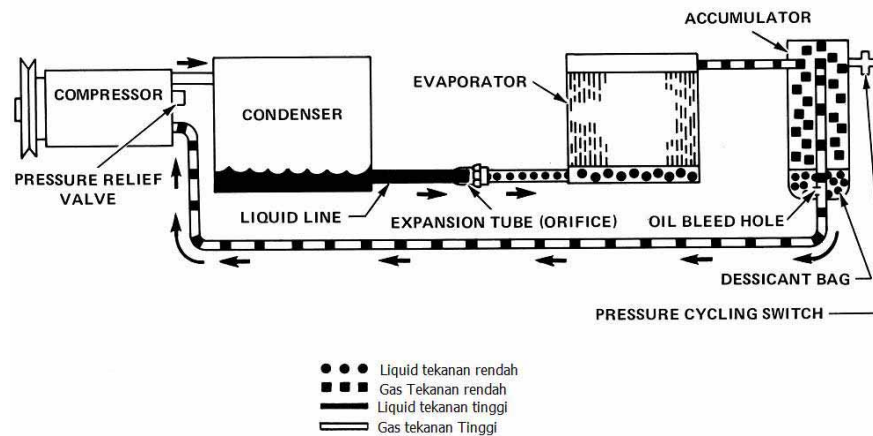 ACCUMULATOR
EVAPORATOR
COMPRESSOR
CONDENSER
PRESSURE RELIEF
VALVE
LIQUID LINE
EXPANSION TUBE (ORIFICE)
OIL BLEED HOLE
DESSICANT BAG
PRESSURE CYCLING SWITCH
Liquid tekanan rendah
Gas Tekanan rendah
Liquid tekanan tinggi
Gas tekanan Tinggi